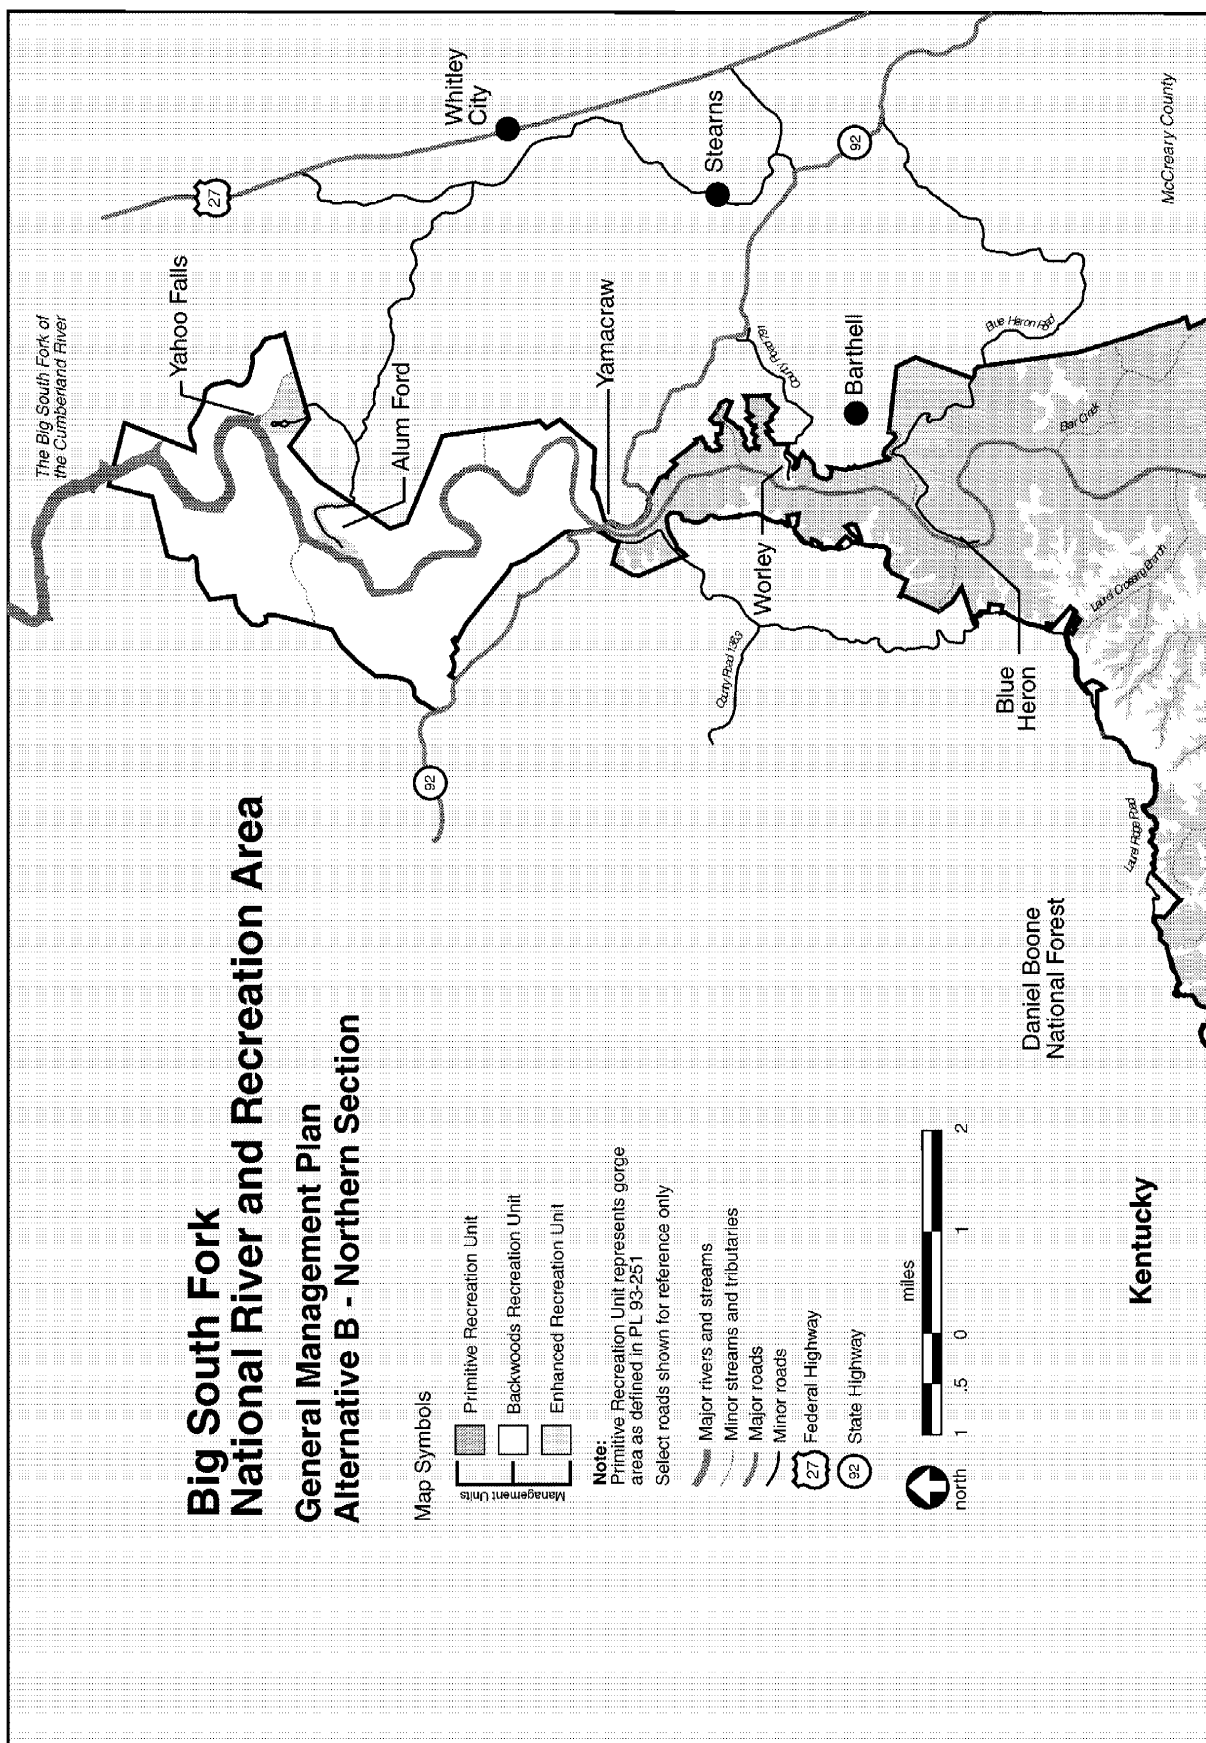 Big South Fork
National River and Recreation Area
General Management Plan
Alternative B - Northern Section
Map Symbols
Management Units
Primitive Recreation Unit
Backwoods Recreation Unit
Enhanced Recreation Unit
Note:
Primitive Recreation Unit represents gorge
area as defined in PL 93-251
Select roads shown for reference only
Major rivers and streams
Minor streams and tributaries
Major roads
Minor roads
27
Federal Highway
92
State Highway
north
miles
1
.5
0
1
2
Kentucky
Daniel Boone
National Forest
The Big South Fork of
the Cumberland River
27
Yahoo Falls
Whitley
City
Alum Ford
92
Yamacraw
Stearns
92
County Road 791
Worley
Barthell
County Road 1363
Blue
Heron
Blue Heron Road
Bear Creek
Laurel Crossing Branch
Laurel Ridge Road
McCreary County